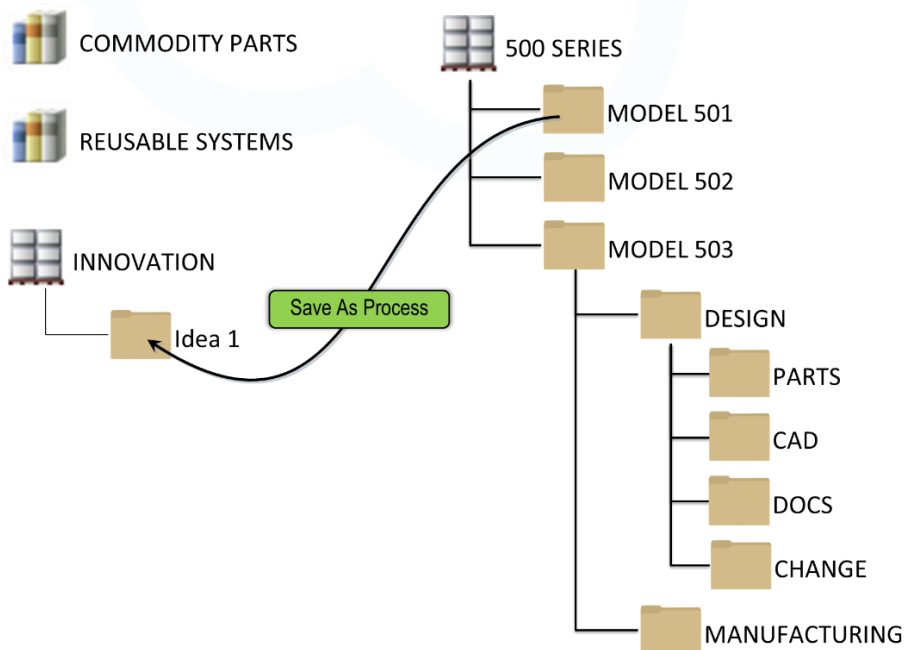 COMMODITY PARTS
REUSABLE SYSTEMS
INNOVATION
Idea 1
Save As Process
500 SERIES
MODEL 501
MODEL 502
MODEL 503
DESIGN
PARTS
CAD
DOCS
CHANGE
MANUFACTURING